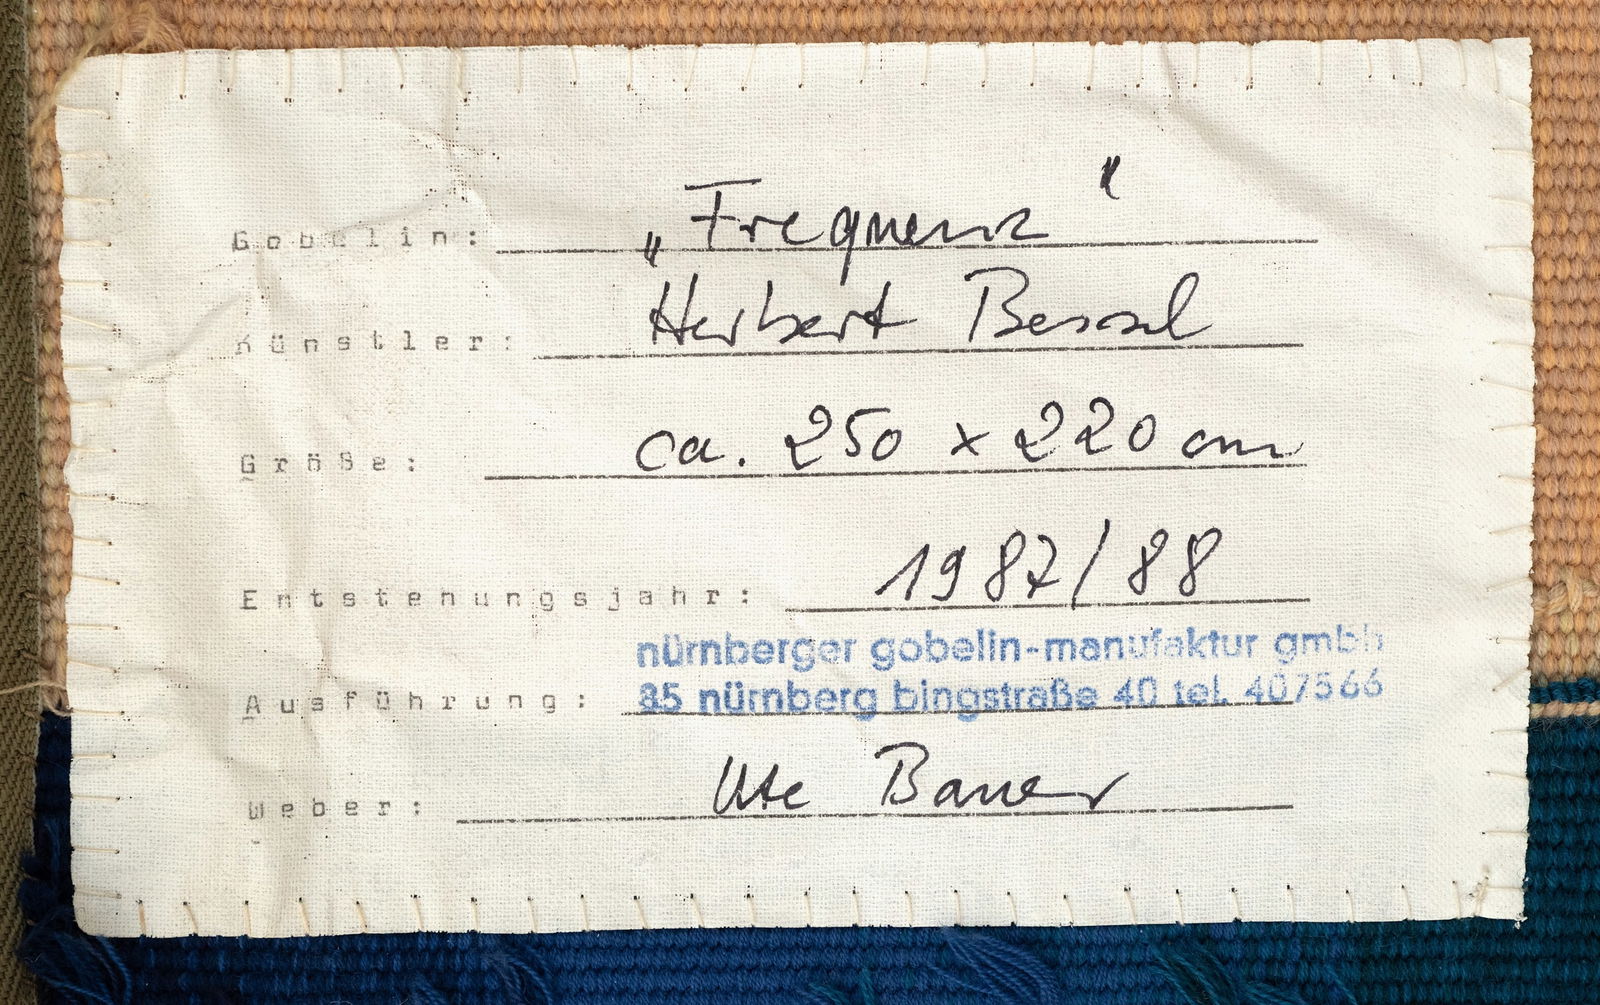 Gobelin: „Frequenz“
Künstler: Herbert Bessel
Größe: ca. 250 x 220 cm
Entstehungsjahr: 1987/88
nürnberger gobelin-manufaktur gmbh
Ausführung: 85 nürnberg bingstraße 40 tel. 407566
Weber: Ute Bauer